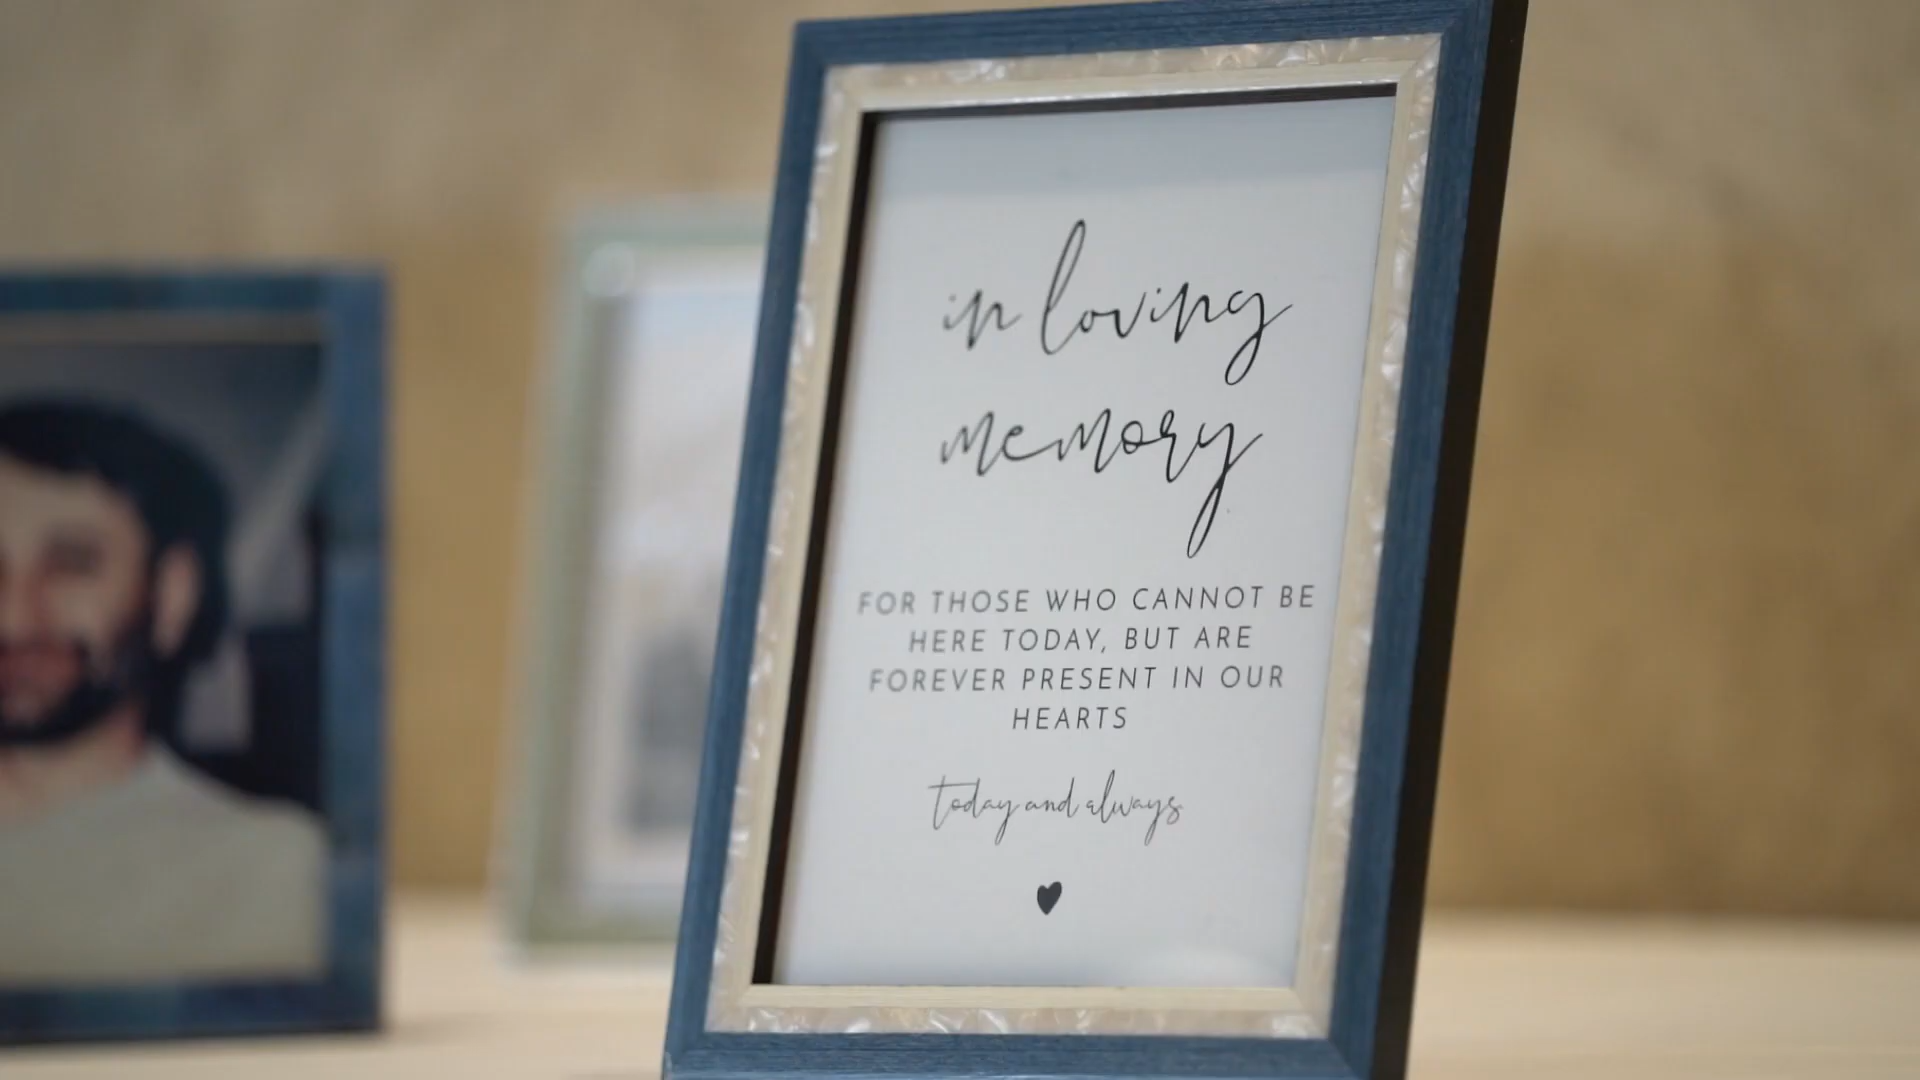 in loving
memory
FOR THOSE WHO CANNOT BE
HERE TODAY, BUT ARE
FOREVER PRESENT IN OUR
HEARTS
today and always